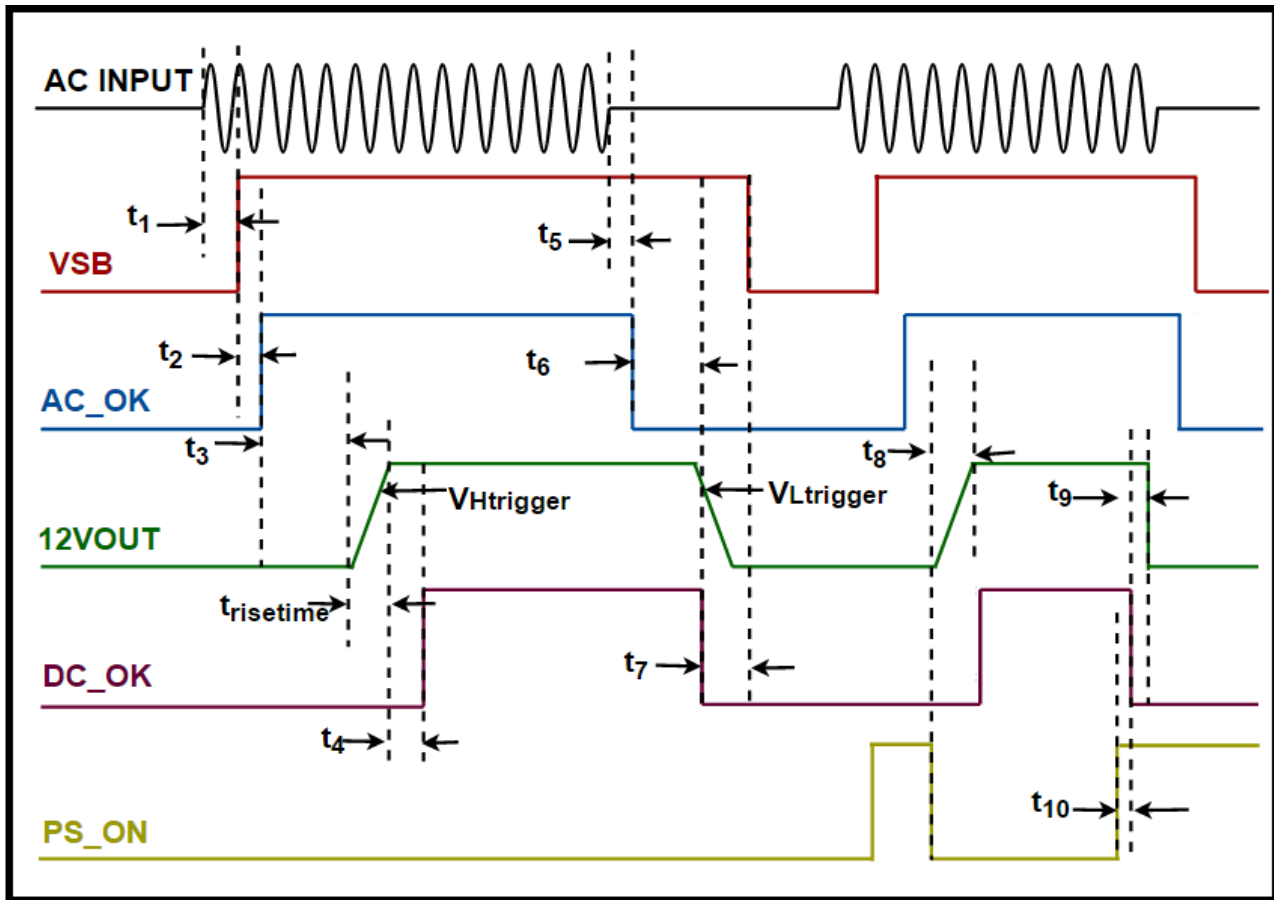 AC INPUT
t1
t5
VSB
t2
t6
AC_OK
t3
t8
VHtrigger
VLtrigger
t9
12VOUT
trisetime
t7
DC_OK
t4
t10
PS_ON